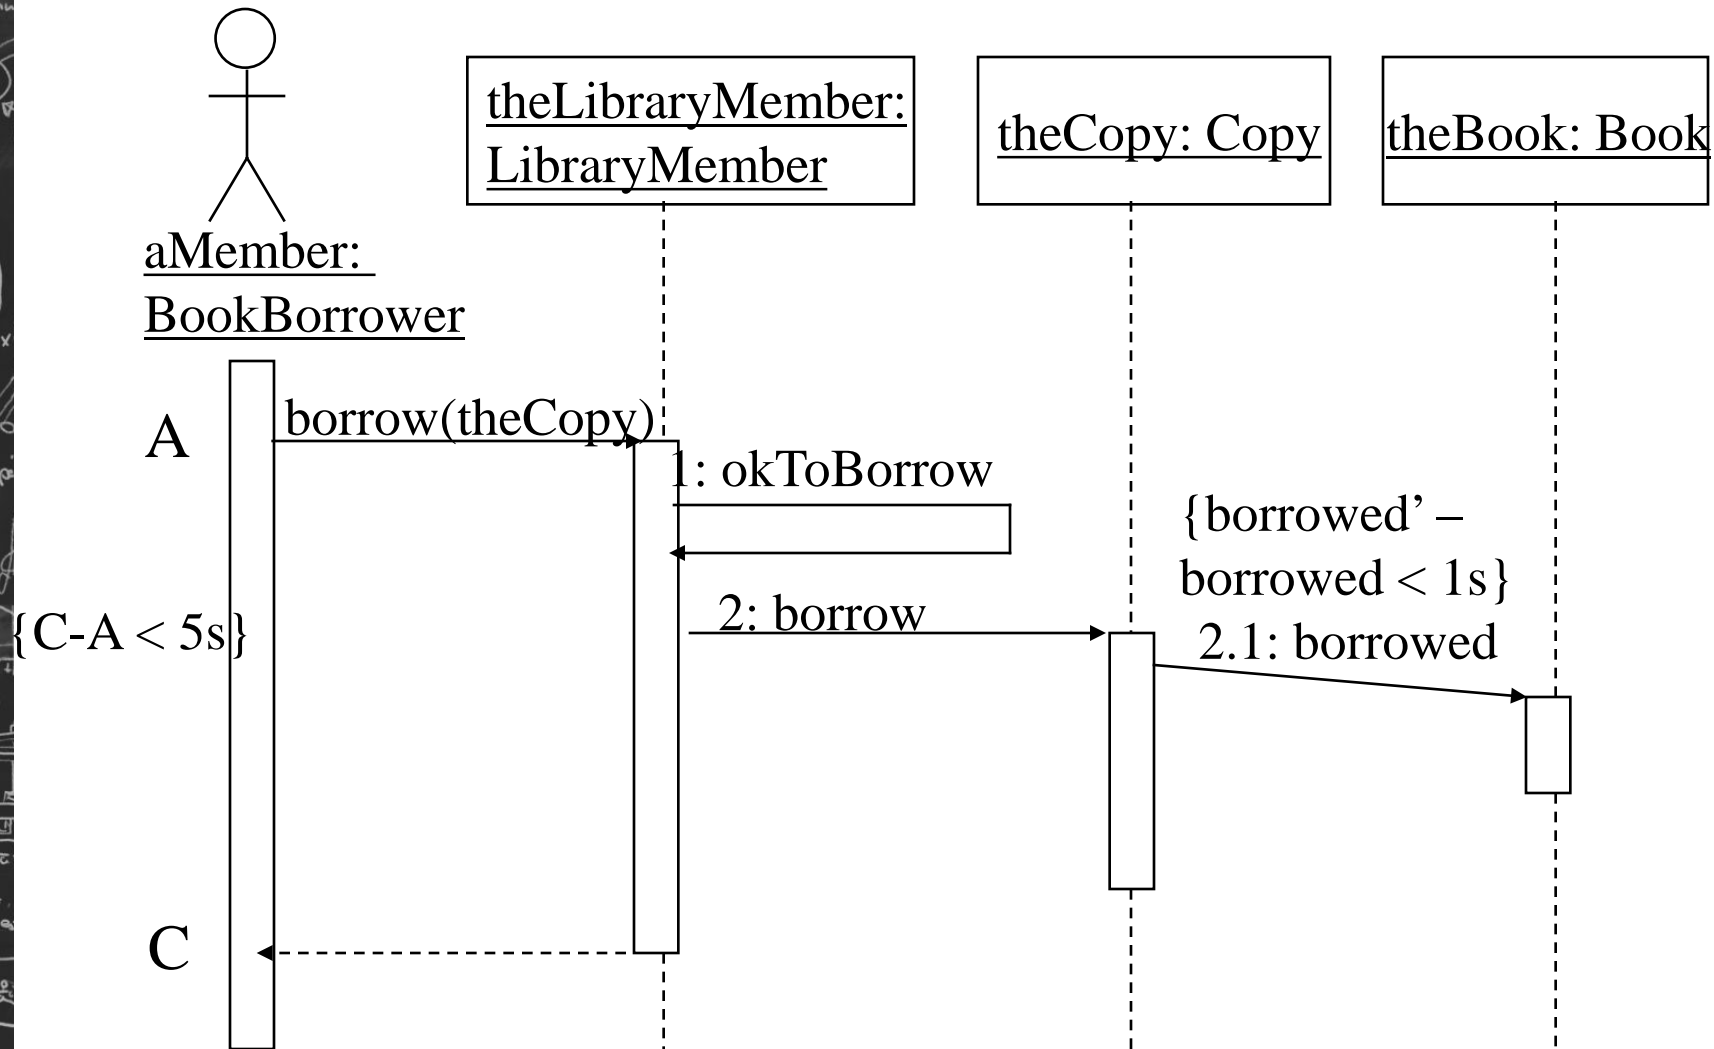 theLibraryMember:
LibraryMember
theCopy: Copy
theBook: Book
aMember:
BookBorrower
A
borrow(theCopy)
1: okToBorrow
{borrowed’ –
borrowed < 1s}
{C-A < 5s}
2: borrow
2.1: borrowed
C